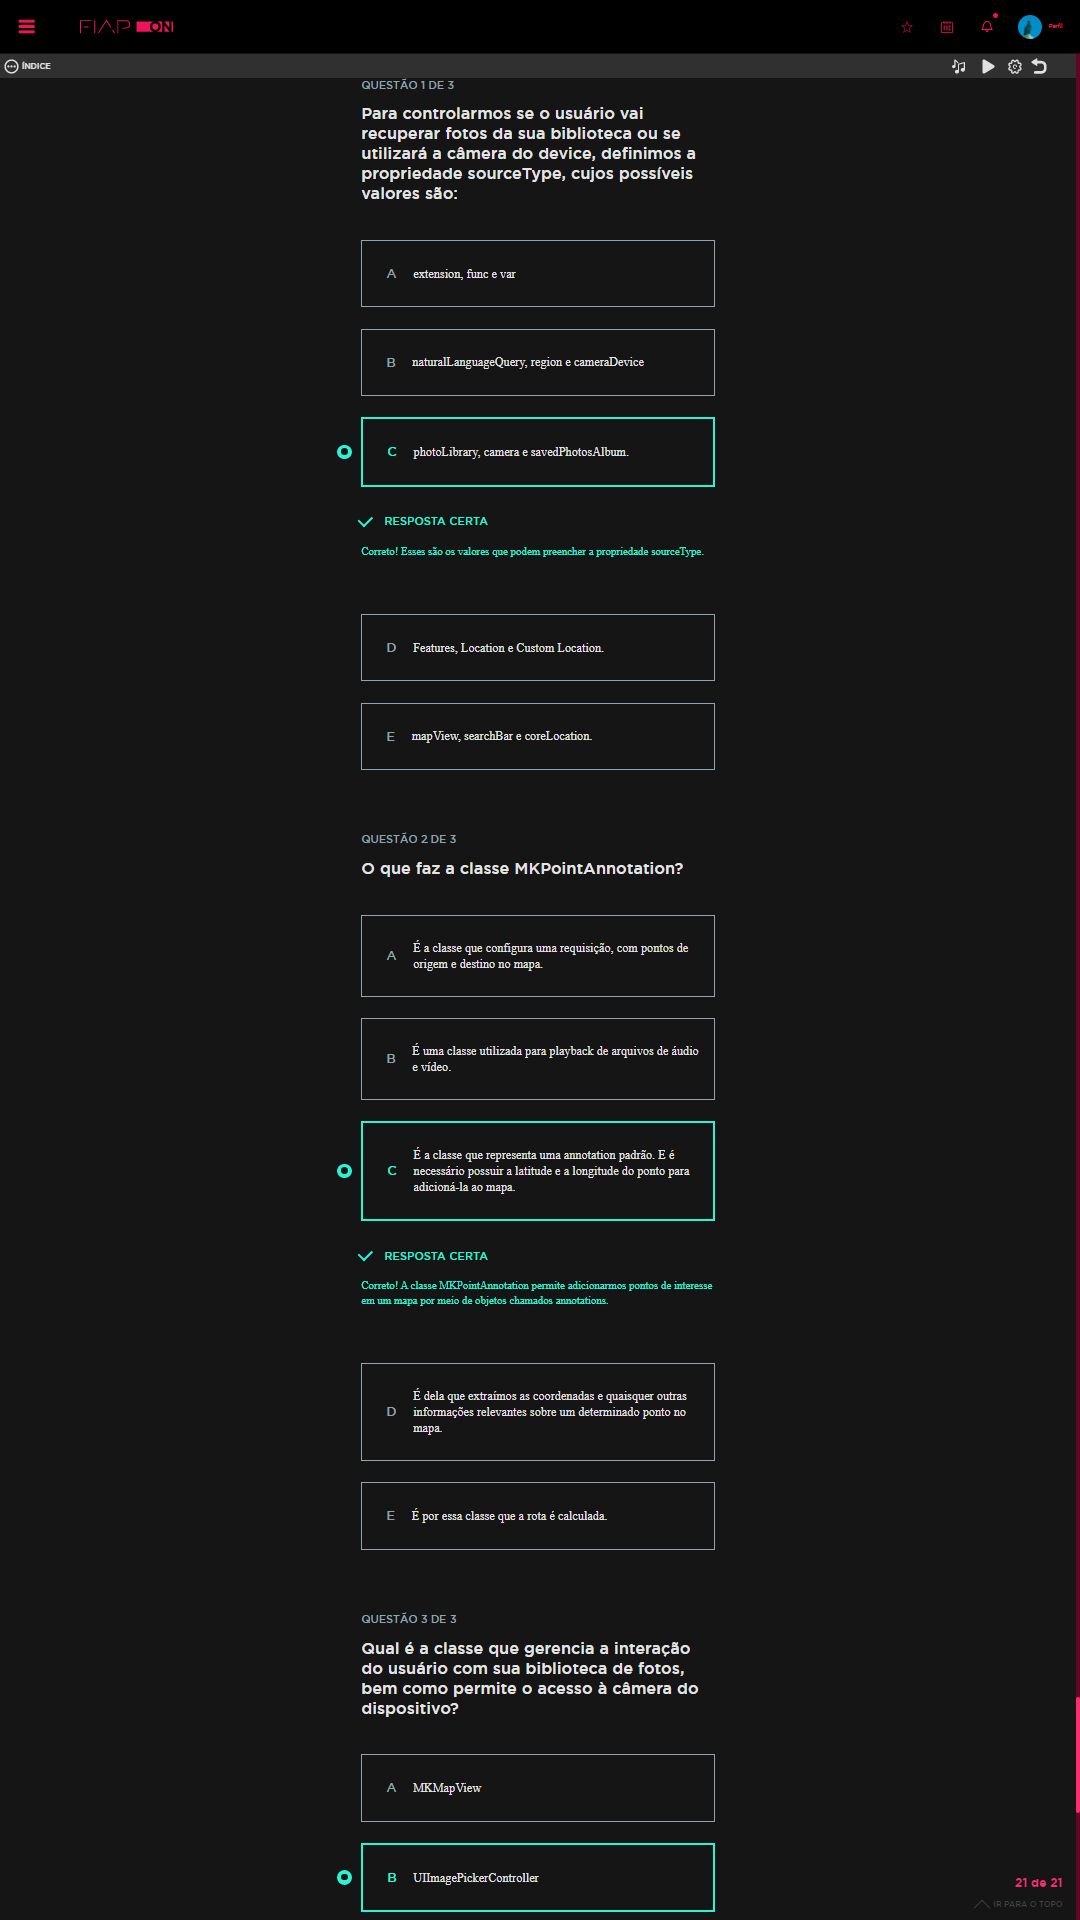 FIAP ON
Perfil
ÍNDICE
QUESTÃO 1 DE 3
Para controlarmos se o usuário vai
recuperar fotos da sua biblioteca ou se
utilizará a câmera do device, definimos a
propriedade sourceType, cujos possíveis
valores são:
A extension, func e var
B naturalLanguageQuery, region e cameraDevice
C photoLibrary, camera e savedPhotosAlbum.
RESPOSTA CERTA
Correto! Esses são os valores que podem preencher a propriedade sourceType.
D Features, Location e Custom Location.
E mapView, searchBar e coreLocation.
QUESTÃO 2 DE 3
O que faz a classe MKPointAnnotation?
A É a classe que configura uma requisição, com pontos de
origem e destino no mapa.
B É uma classe utilizada para playback de arquivos de áudio
e vídeo.
C É a classe que representa uma annotation padrão. E é
necessário possuir a latitude e a longitude do ponto para
adicioná-la ao mapa.
RESPOSTA CERTA
Correto! A classe MKPointAnnotation permite adicionarmos pontos de interesse
em um mapa por meio de objetos chamados annotations.
D É dela que extraímos as coordenadas e quaisquer outras
informações relevantes sobre um determinado ponto no
mapa.
E É por essa classe que a rota é calculada.
QUESTÃO 3 DE 3
Qual é a classe que gerencia a interação
do usuário com sua biblioteca de fotos,
bem como permite o acesso à câmera do
dispositivo?
A MKMapView
B UIImagePickerController
21 de 21
IR PARA O TOPO